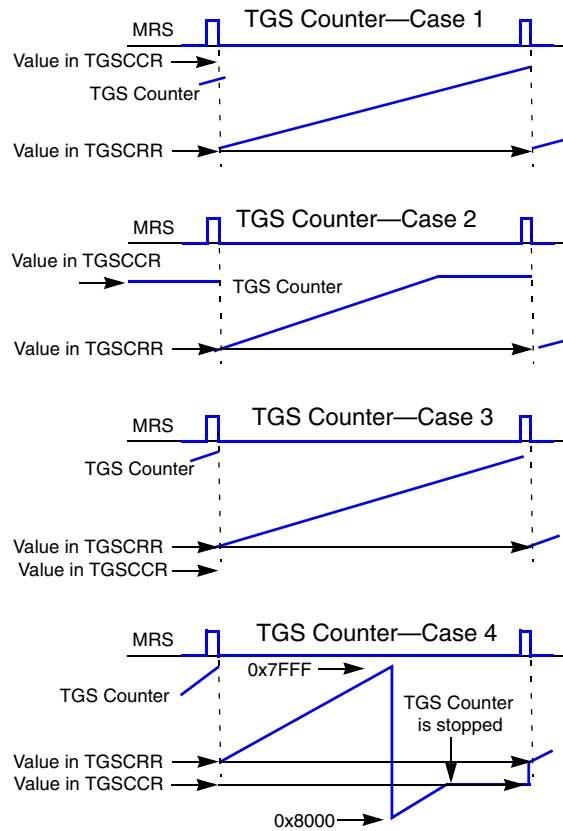 TGS Counter—Case 1
MRS
Value in TGSCCR
TGS Counter
Value in TGSCRR
TGS Counter—Case 2
MRS
Value in TGSCCR
TGS Counter
Value in TGSCRR
TGS Counter—Case 3
MRS
TGS Counter
Value in TGSCRR
Value in TGSCCR
TGS Counter—Case 4
MRS
0x7FFF
TGS Counter
TGS Counter
is stopped
Value in TGSCRR
Value in TGSCCR
0x8000